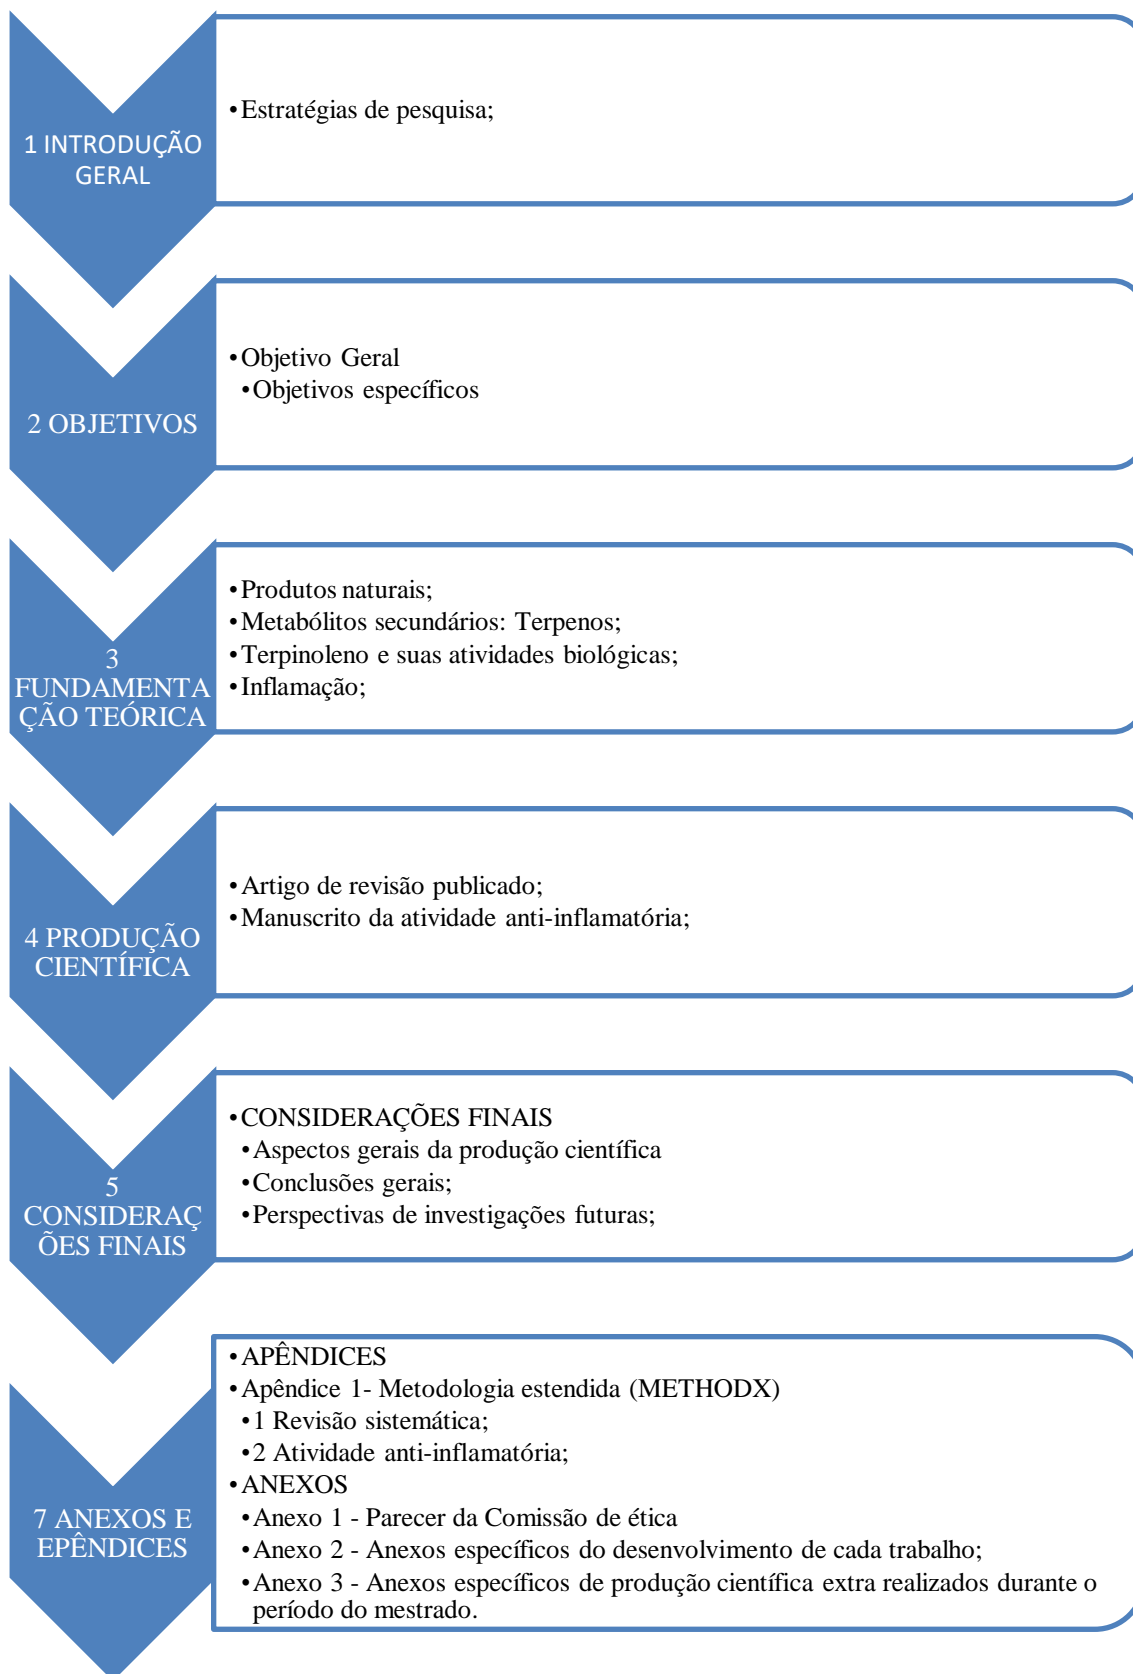 1 INTRODUÇÃO
GERAL
•Estratégias de pesquisa;
2 OBJETIVOS
•Objetivo Geral
•Objetivos específicos
3
FUNDAMENTA
ÇÃO TEÓRICA
•Produtos naturais;
•Metabólitos secundários: Terpenos;
•Terpinoleno e suas atividades biológicas;
•Inflamação;
4 PRODUÇÃO
CIENTÍFICA
•Artigo de revisão publicado;
•Manuscrito da atividade anti-inflamatória;
5
CONSIDERAÇ
ÕES FINAIS
•CONSIDERAÇÕES FINAIS
•Aspectos gerais da produção científica
•Conclusões gerais;
•Perspectivas de investigações futuras;
7 ANEXOS E
EPÊNDICES
•APÊNDICES
•Apêndice 1- Metodologia estendida (METHODX)
•1 Revisão sistemática;
•2 Atividade anti-inflamatória;
•ANEXOS
•Anexo 1 - Parecer da Comissão de ética
•Anexo 2 - Anexos específicos do desenvolvimento de cada trabalho;
•Anexo 3 - Anexos específicos de produção científica extra realizados durante o
período do mestrado.